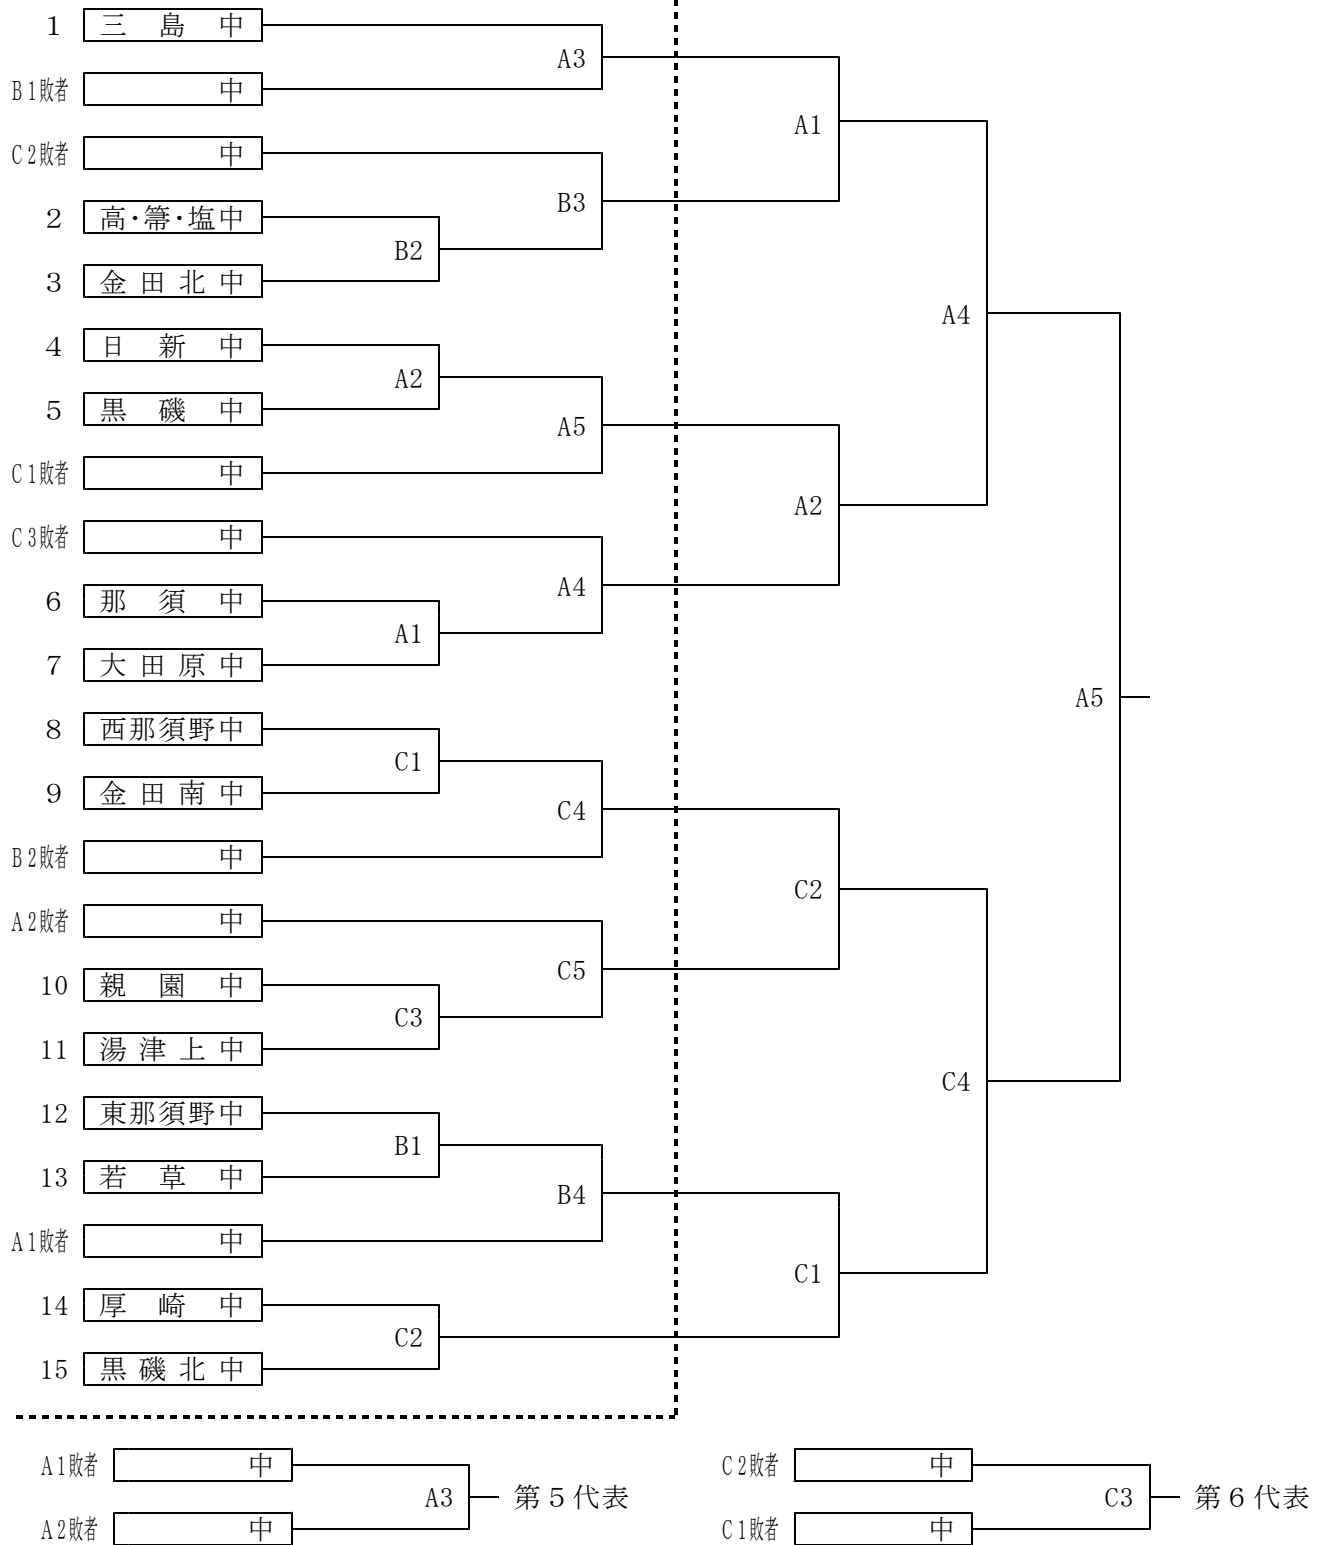 1 三島中
A3
B1敗者 中
A1
C2敗者 中
B3
2 高・箒・塩中
B2
3 金田北中
A4
4 日新中
A2
5 黒磯中
A5
C1敗者 中
A2
C3敗者 中
A4
6 那須中
A1
7 大田原中
A5
8 西那須野中
C1
9 金田南中
C4
B2敗者 中
C2
A2敗者 中
C5
10 親園中
C3
11 湯津上中
C4
12 東那須野中
B1
13 若草中
B4
A1敗者 中
C1
14 厚崎中
C2
15 黒磯北中
A1敗者 中
A3 第5代表
A2敗者 中
C2敗者 中
C3 第6代表
C1敗者 中